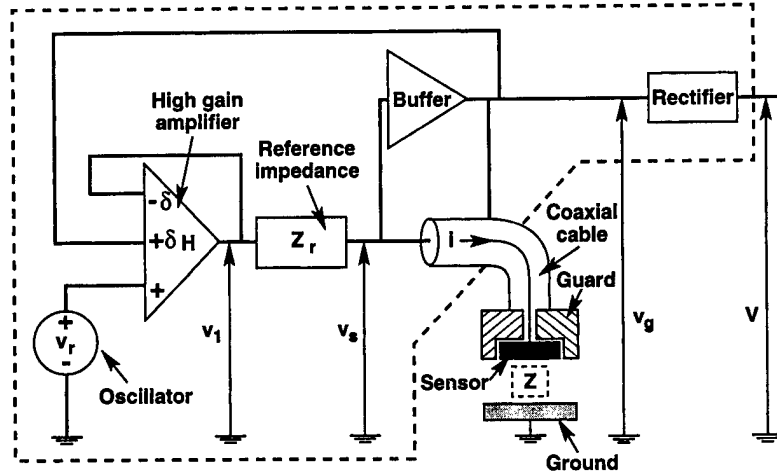 High gain
amplifier
Buffer
Rectifier
Reference
impedance
-δ
+δ H
+
Z r
i
Coaxial
cable
Guard
+
v r
-
Oscillator
v 1
v s
v g
V
Sensor
Z
Ground